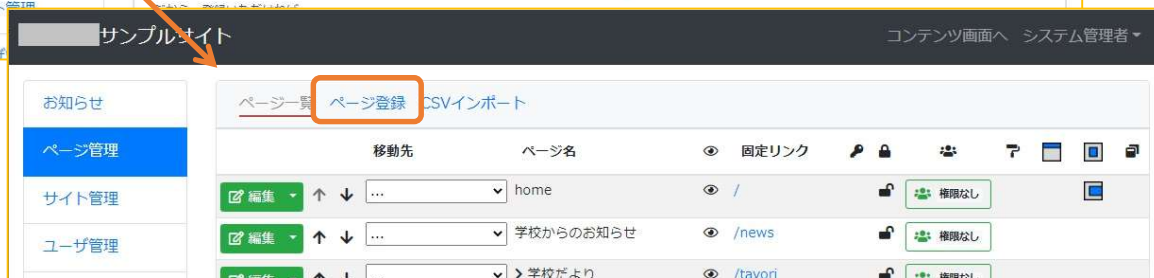 ト管理
サンプルサイト
コンテンツ画面へ システム管理者
お知らせ
ページ一覧 ページ登録 CSVインポート
ページ管理
移動先 ページ名 固定リンク
サイト管理
編集 ... home / 権限なし
ユーザ管理
編集 ... 学校からのお知らせ /news 権限なし
編集 ... 学校だより /tayori 権限なし